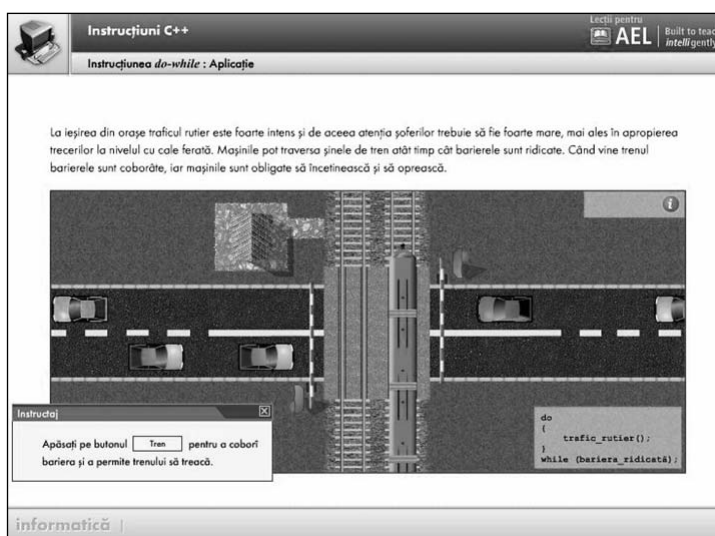 Instrucțiuni C++
Lecții pentru
AEL
Built to teac
intelligently
Instrucțiunea do-while : Aplicație
La ieșirea din orașe traficul rutier este foarte intens și de aceea atenția șoferilor trebuie să fie foarte mare, mai ales în apropierea
trecerilor la nivelul cu cale ferată. Mașinile pot traversa șinele de tren atât timp cât barierele sunt ridicate. Când vine trenul
barierele sunt coborâte, iar mașinile sunt obligate să încetinească și să oprească.
i
Instructaj
Apăsați pe butonul Tren pentru a coborî
bariera și a permite trenului să treacă.
do
{
trafic_rutier();
}
while (bariera_ridicată);
informatică